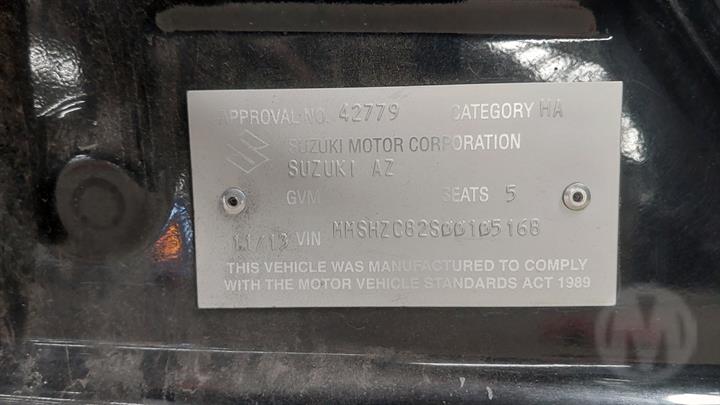 APPROVAL NO. 42779 CATEGORY MA
SUZUKI MOTOR CORPORATION
SUZUKI AZ
GVM SEATS 5
11/13 VIN MMSHZC82S00105168
THIS VEHICLE WAS MANUFACTURED TO COMPLY
WITH THE MOTOR VEHICLE STANDARDS ACT 1989
M